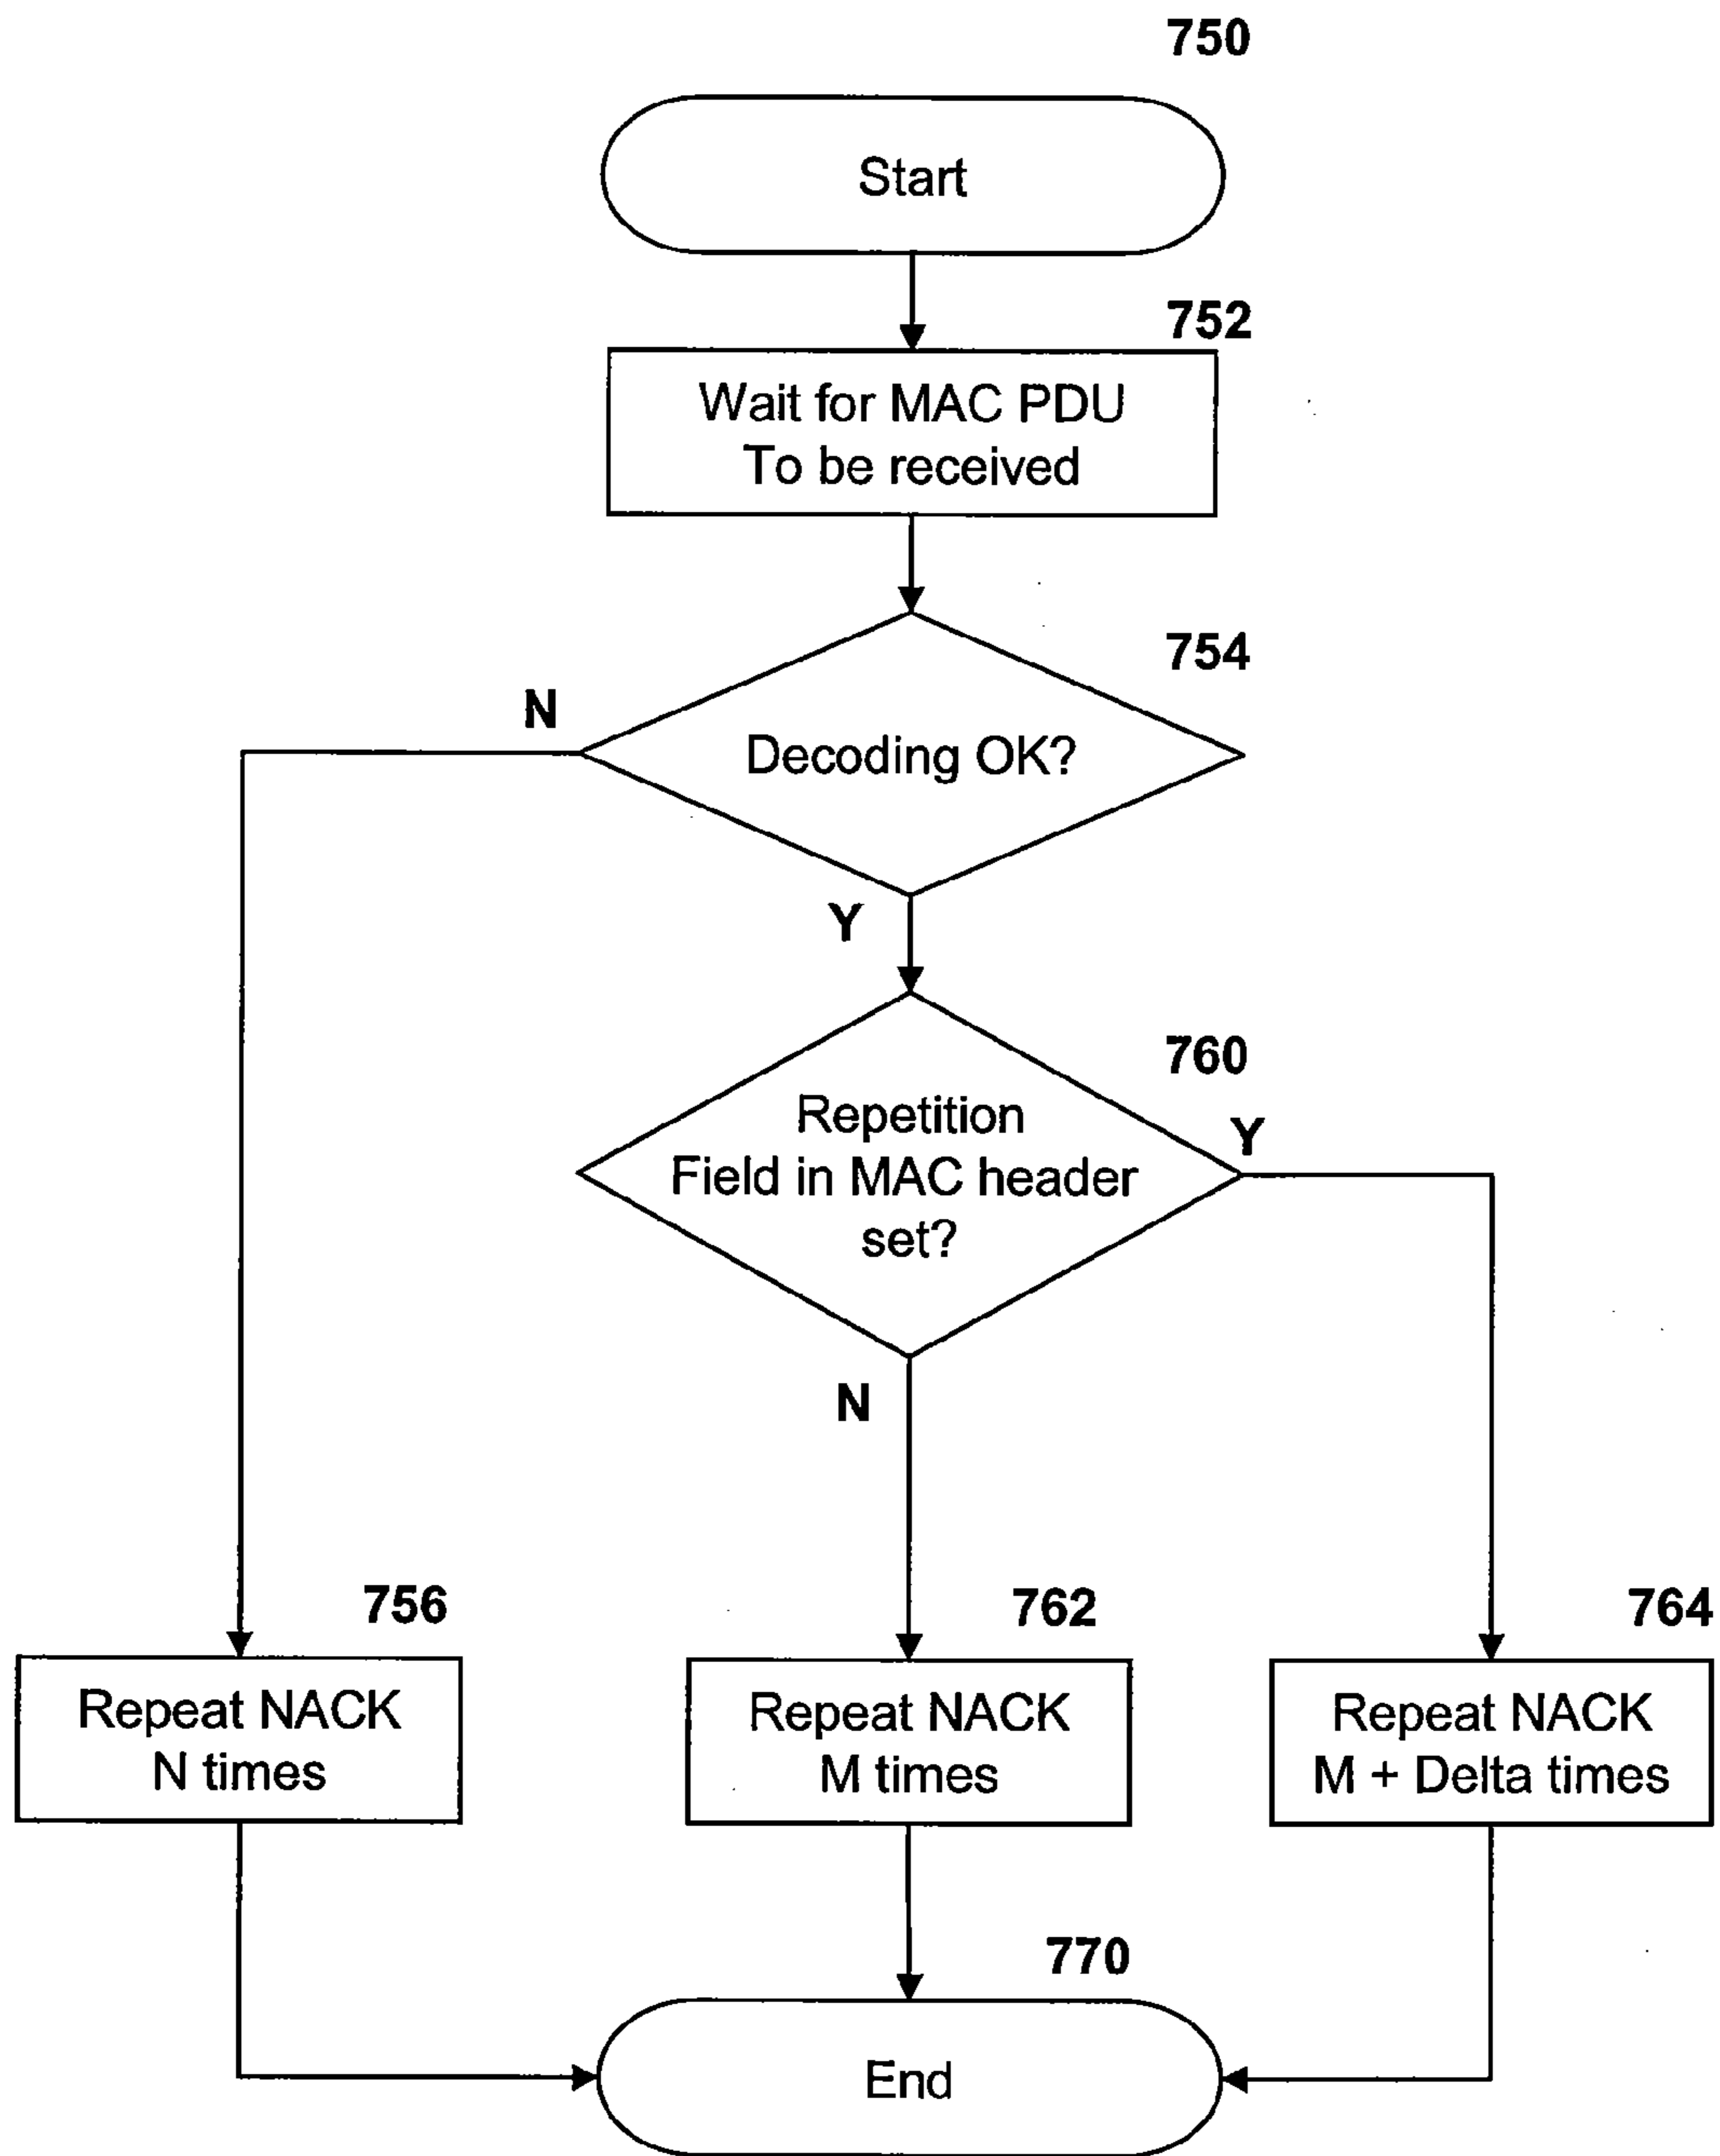 750
Start
752
Wait for MAC PDU
To be received
754
N
Decoding OK?
Y
760
Repetition
Field in MAC header
set?
Y
N
756
Repeat NACK
N times
762
Repeat NACK
M times
764
Repeat NACK
M + Delta times
770
End